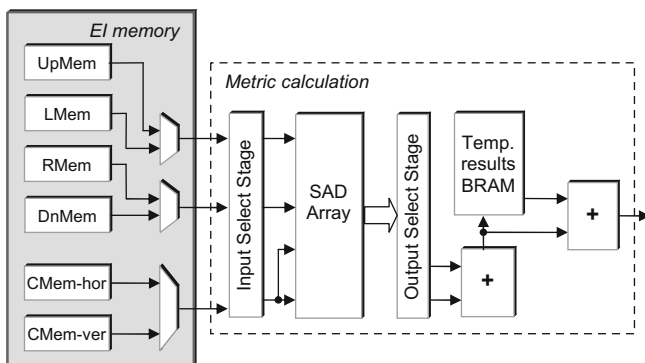 EI memory
UpMem
LMem
RMem
DnMem
CMem-hor
CMem-ver
Metric calculation
Input Select Stage
SAD
Array
Output Select Stage
Temp.
results
BRAM
+
+